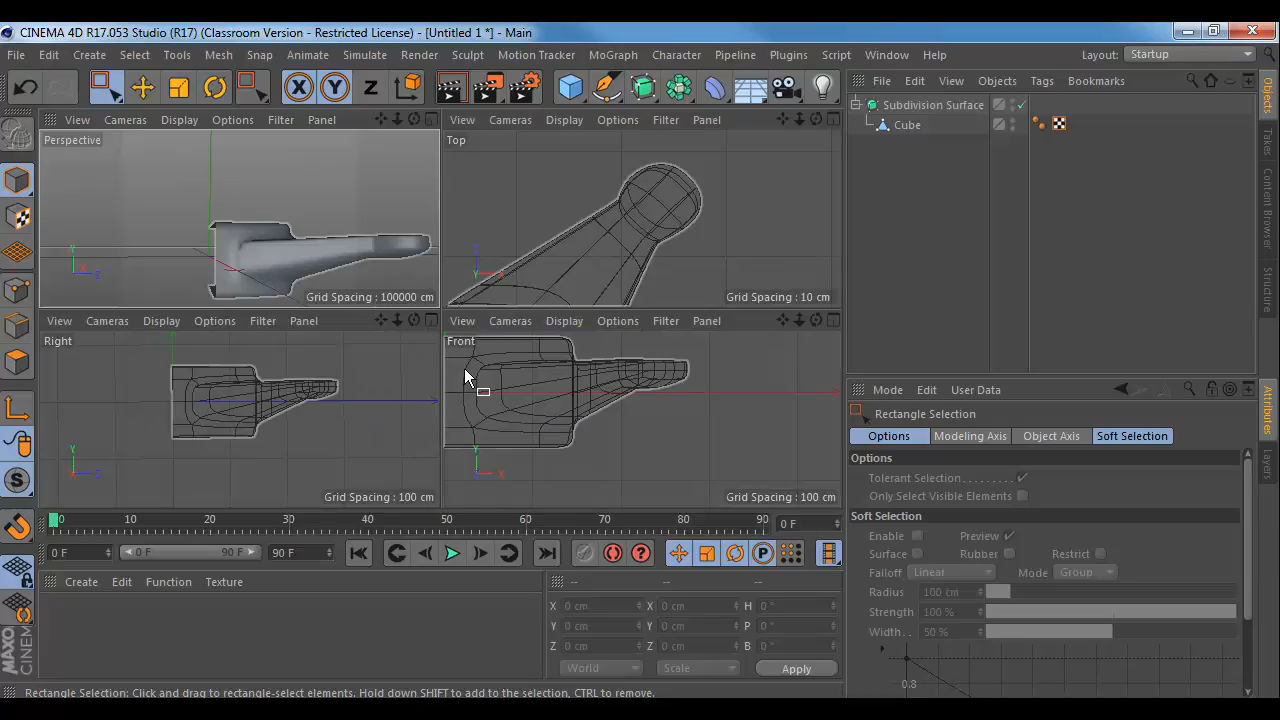 CINEMA 4D R17.053 Studio (R17) (Classroom Version - Restricted License) - [Untitled 1 *] - Main
File Edit Create Select Tools Mesh Snap Animate Simulate Render Sculpt Motion Tracker MoGraph Character Pipeline Plugins Script Window Help Layout: Startup
X Y Z
File Edit View Objects Tags Bookmarks
Subdivision Surface
Cube
View Cameras Display Options Filter Panel
View Cameras Display Options Filter Panel
Perspective
Y
X Z
Grid Spacing : 100000 cm
Top
Y
Grid Spacing : 10 cm
View Cameras Display Options Filter Panel
View Cameras Display Options Filter Panel
Right
Y
X Z
Grid Spacing : 100 cm
Front
Y
Z X
Grid Spacing : 100 cm
Objects
Takes
Content Browser
Structure
Attributes
Layers
Mode Edit User Data
Rectangle Selection
Options Modeling Axis Object Axis Soft Selection
Options
Tolerant Selection . . . . . . . . .
Only Select Visible Elements
Soft Selection
Enable Preview
Surface Rubber Restrict
Falloff Linear Mode Group
Radius 100 cm
Strength 100 %
Width . . 50 %
0.8
0 10 20 30 40 50 60 70 80 90 0 F
0 F 0 F 90 F 90 F
Create Edit Function Texture
-- -- --
X 0 cm X 0 cm H 0 °
Y 0 cm Y 0 cm P 0 °
Z 0 cm Z 0 cm B 0 °
World Scale Apply
MAXO
CINEM
Rectangle Selection: Click and drag to rectangle-select elements. Hold down SHIFT to add to the selection, CTRL to remove.